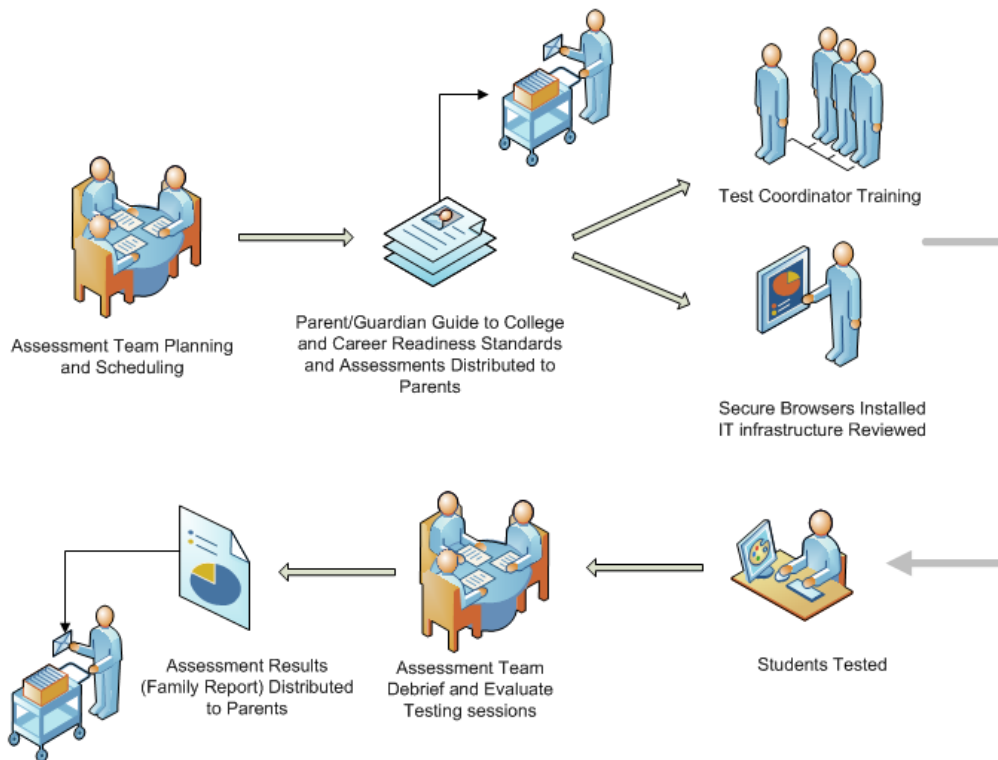 Test Coordinator Training
Assessment Team Planning
and Scheduling
Parent/Guardian Guide to College
and Career Readiness Standards
and Assessments Distributed to
Parents
Secure Browsers Installed
IT infrastructure Reviewed
Assessment Results
(Family Report) Distributed
to Parents
Assessment Team
Debrief and Evaluate
Testing sessions
Students Tested